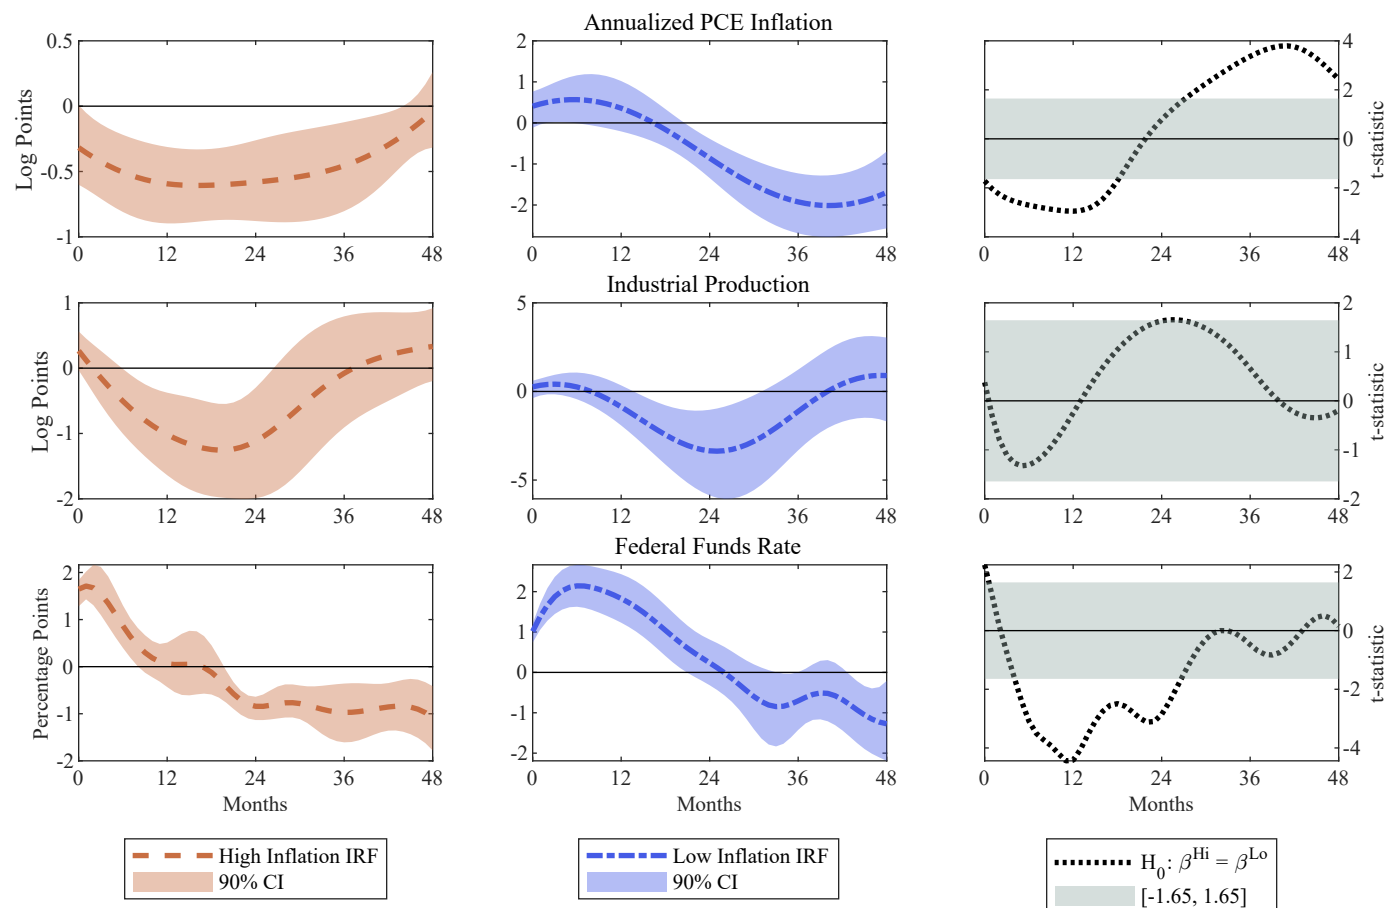 Annualized PCE Inflation
0.5
0
-0.5
-1
Log Points
0 12 24 36 48
2
1
0
-1
-2
0 12 24 36 48
4
2
0
-2
-4
t-statistic
0 12 24 36 48
Industrial Production
1
0
-1
-2
Log Points
0 12 24 36 48
5
0
-5
0 12 24 36 48
2
1
0
-1
-2
t-statistic
0 12 24 36 48
Federal Funds Rate
2
1
0
-1
-2
Percentage Points
0 12 24 36 48
Months
2
1
0
-1
-2
0 12 24 36 48
Months
2
0
-2
-4
t-statistic
0 12 24 36 48
Months
High Inflation IRF
90% CI
Low Inflation IRF
90% CI
H₀: β^Hi = β^Lo
[-1.65, 1.65]